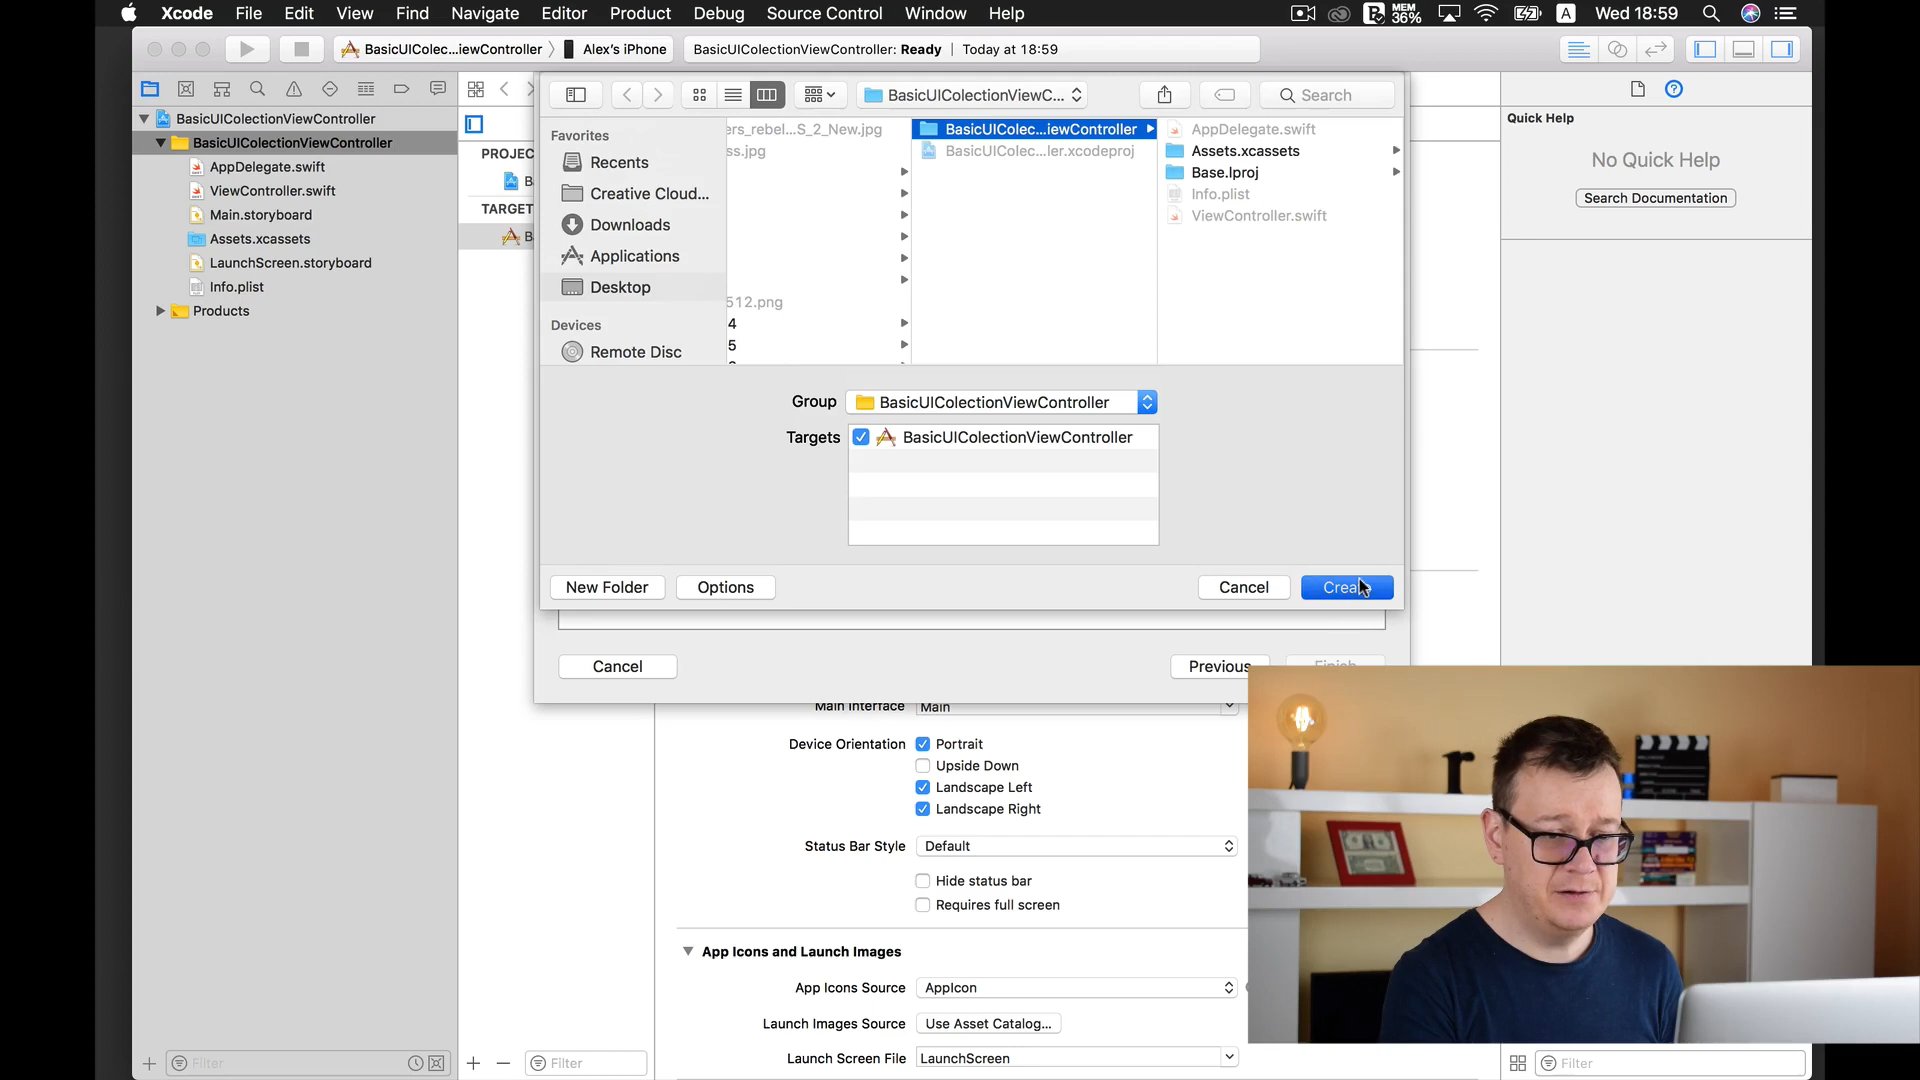 Xcode File Edit View Find Navigate Editor Product Debug Source Control Window Help MEM 36% A Wed 18:59
BasicUIColec...iewController Alex's iPhone BasicUIColectionViewController: Ready Today at 18:59
BasicUIColectionViewC... Search
BasicUIColectionViewController
BasicUIColectionViewController
AppDelegate.swift
ViewController.swift
Main.storyboard
Assets.xcassets
LaunchScreen.storyboard
Info.plist
Products
Filter
PROJEC
B
TARGET
B
Favorites
Recents
Creative Cloud...
Downloads
Applications
Desktop
Devices
Remote Disc
ers_rebel...S_2_New.jpg
ss.jpg
512.png
4
5
BasicUIColec...iewController
BasicUIColec...ler.xcodeproj
AppDelegate.swift
Assets.xcassets
Base.lproj
Info.plist
ViewController.swift
Group BasicUIColectionViewController
Targets BasicUIColectionViewController
New Folder Options Cancel Crea
Cancel Previous Finish
Main Interface Main
Device Orientation Portrait
Upside Down
Landscape Left
Landscape Right
Status Bar Style Default
Hide status bar
Requires full screen
App Icons and Launch Images
App Icons Source AppIcon
Launch Images Source Use Asset Catalog...
Launch Screen File LaunchScreen
Filter
Quick Help
No Quick Help
Search Documentation
Filter